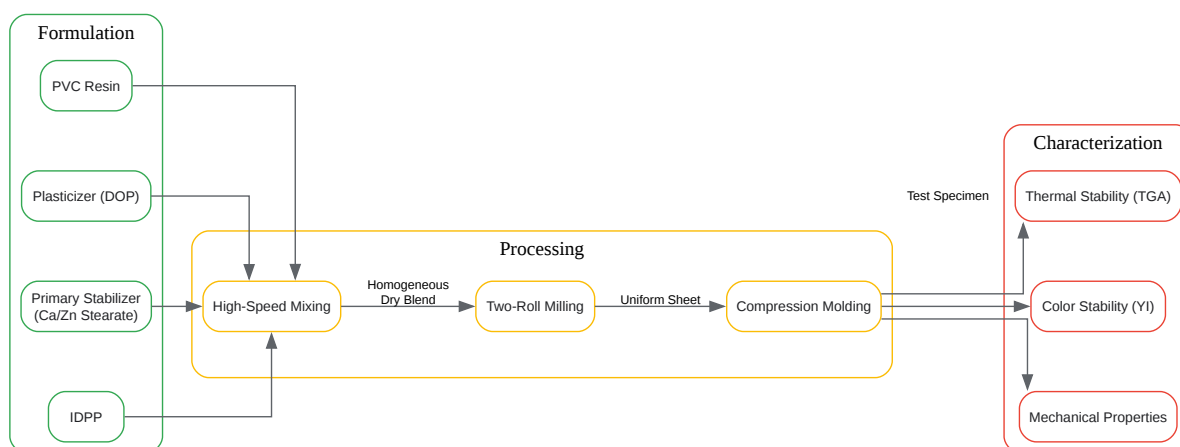 Formulation
PVC Resin
Plasticizer (DOP)
Primary Stabilizer
(Ca/Zn Stearate)
IDPP
Processing
High-Speed Mixing
Homogeneous
Dry Blend
Two-Roll Milling
Uniform Sheet
Compression Molding
Test Specimen
Characterization
Thermal Stability (TGA)
Color Stability (YI)
Mechanical Properties